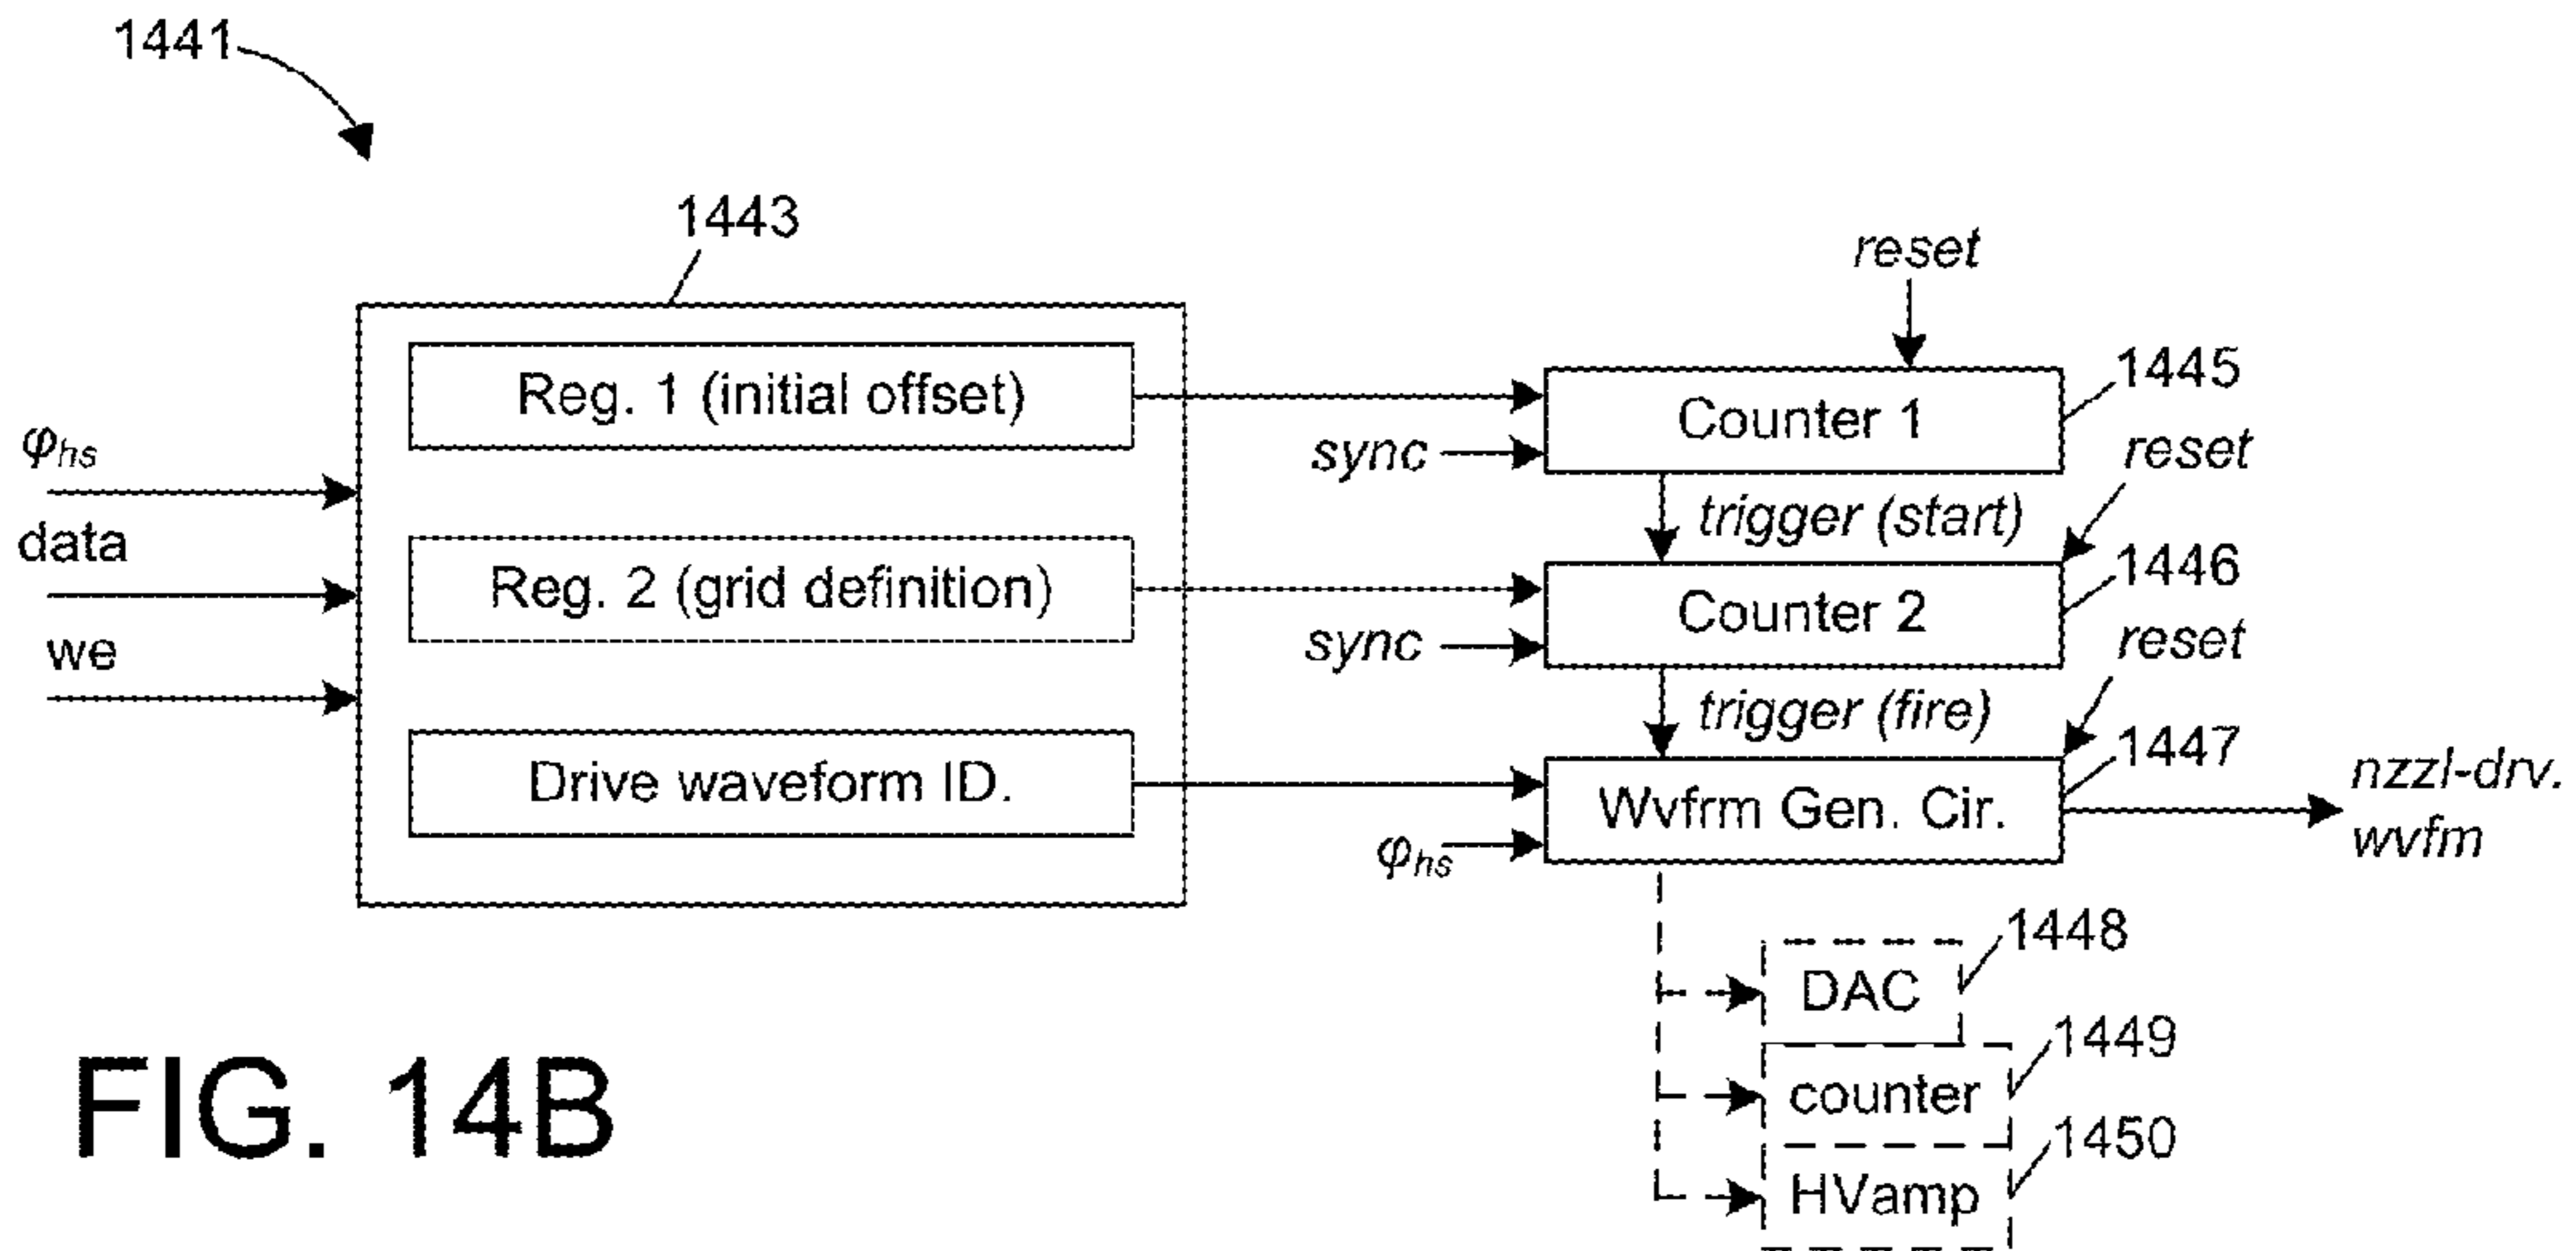 1441
1443
reset
Reg. 1 (initial offset)
Counter 1
1445
φhs
sync
reset
trigger (start)
data
Reg. 2 (grid definition)
Counter 2
1446
we
sync
reset
trigger (fire)
Drive waveform ID.
Wvfrm Gen. Cir.
1447
nzzl-drv.
wvfm
φhs
1448
DAC
1449
counter
1450
HVamp
FIG. 14B